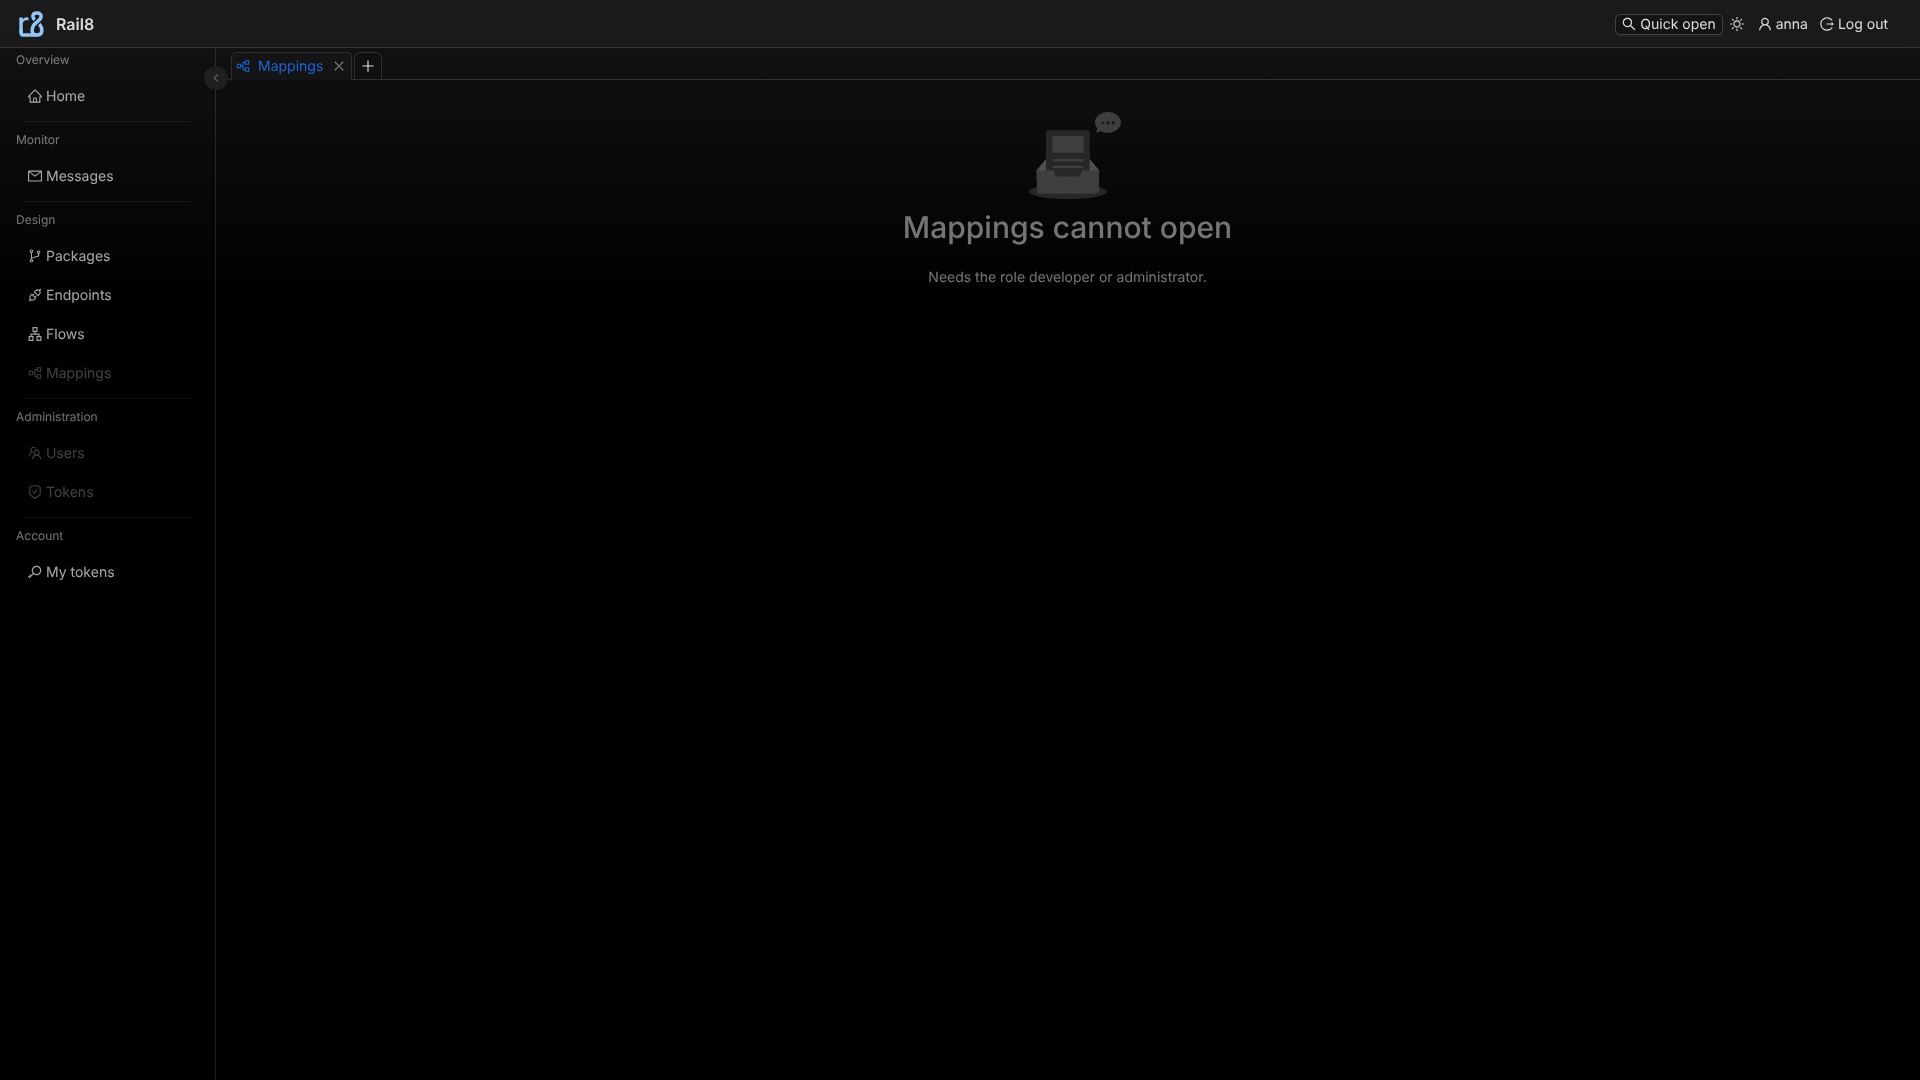 Rail8
Quick open
anna
Log out
Overview
Home
Monitor
Messages
Design
Packages
Endpoints
Flows
Mappings
Administration
Users
Tokens
Account
My tokens
Mappings
Mappings cannot open
Needs the role developer or administrator.